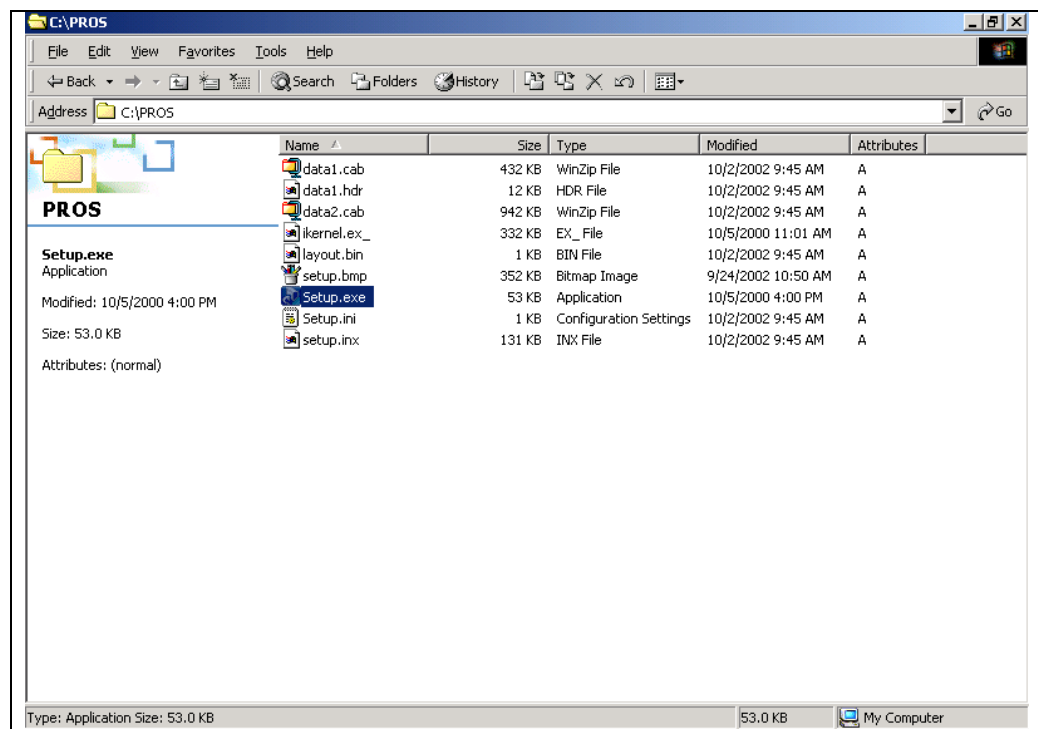 C:\PROS
File Edit View Favorites Tools Help
Back Search Folders History
Address C:\PROS Go
Name Size Type Modified Attributes
data1.cab 432 KB WinZip File 10/2/2002 9:45 AM A
data1.hdr 12 KB HDR File 10/2/2002 9:45 AM A
data2.cab 942 KB WinZip File 10/2/2002 9:45 AM A
ikernel.ex_ 332 KB EX_ File 10/5/2000 11:01 AM A
layout.bin 1 KB BIN File 10/2/2002 9:45 AM A
setup.bmp 352 KB Bitmap Image 9/24/2002 10:50 AM A
Setup.exe 53 KB Application 10/5/2000 4:00 PM A
Setup.ini 1 KB Configuration Settings 10/2/2002 9:45 AM A
setup.inx 131 KB INX File 10/2/2002 9:45 AM A
PROS
Setup.exe
Application
Modified: 10/5/2000 4:00 PM
Size: 53.0 KB
Attributes: (normal)
Type: Application Size: 53.0 KB 53.0 KB My Computer